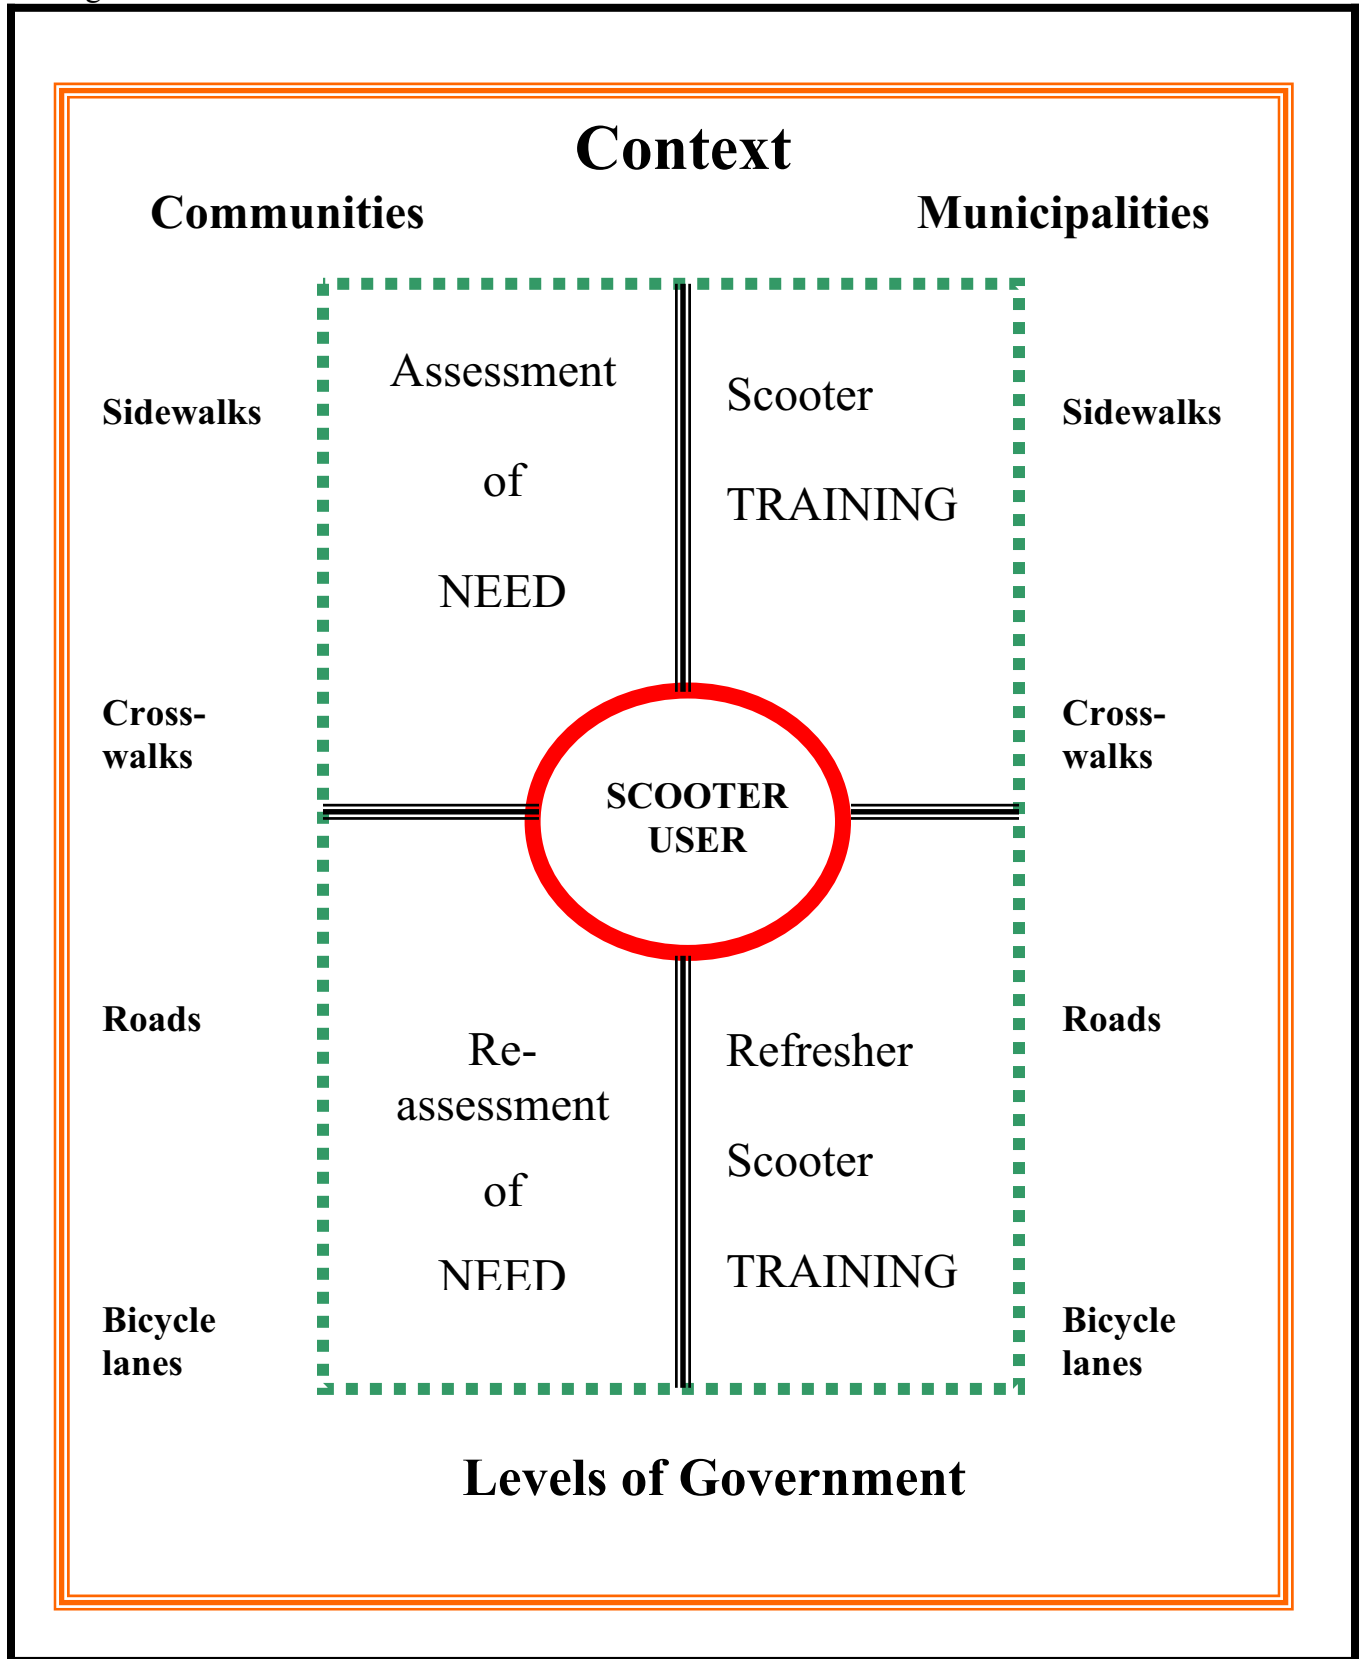 Context
Communities
Municipalities
Assessment
of
NEED
Scooter
TRAINING
Sidewalks
Sidewalks
Cross-
walks
Cross-
walks
SCOOTER
USER
Roads
Roads
Re-
assessment
of
NEED
Refresher
Scooter
TRAINING
Bicycle
lanes
Bicycle
lanes
Levels of Government